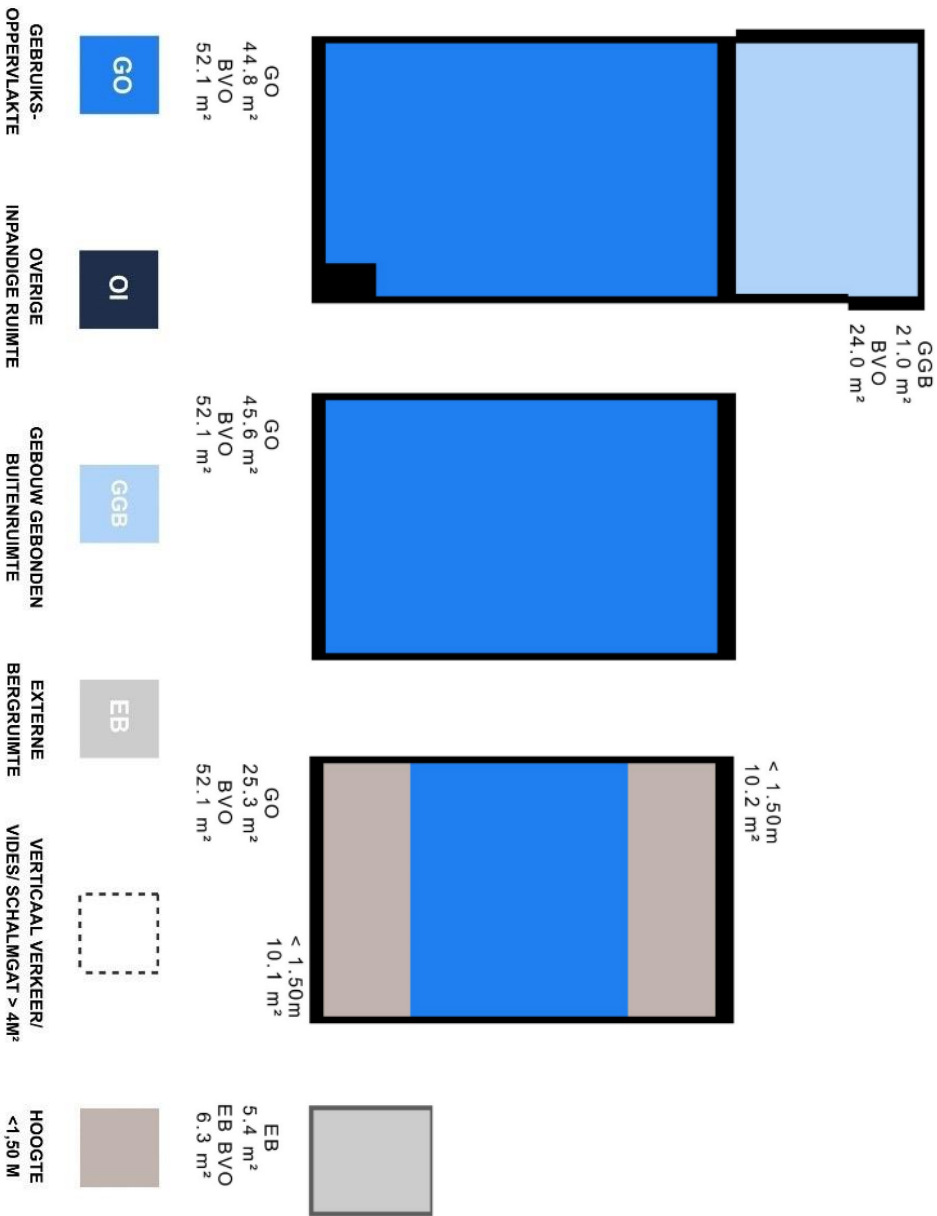 GGB
21.0 m²
BVO
24.0 m²
< 1.50m
10.2 m²
< 1.50m
10.1 m²
GO
44.8 m²
BVO
52.1 m²
GO
45.6 m²
BVO
52.1 m²
GO
25.3 m²
BVO
52.1 m²
EB
5.4 m²
EB BVO
6.3 m²
GO
OI
GGB
EB
GEBRUIKS-
OPPERVLAKTE
OVERIGE
INPANDIGE RUIMTE
GEBOUW GEBONDEN
BUITENRUIMTE
EXTERNE
BERGRUIMTE
VERTICAAL VERKEER/
VIDES/ SCHALMGAT > 4M²
HOOGTE
<1,50 M